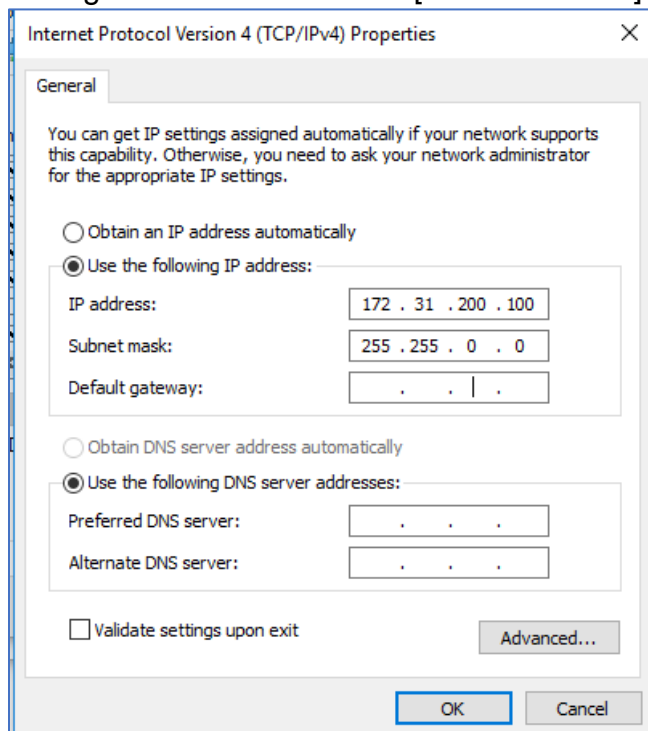 Internet Protocol Version 4 (TCP/IPv4) Properties
General
You can get IP settings assigned automatically if your network supports
this capability. Otherwise, you need to ask your network administrator
for the appropriate IP settings.
Obtain an IP address automatically
Use the following IP address:
IP address: 172 . 31 . 200 . 100
Subnet mask: 255 . 255 . 0 . 0
Default gateway: . . .
Obtain DNS server address automatically
Use the following DNS server addresses:
Preferred DNS server: . . .
Alternate DNS server: . . .
Validate settings upon exit
Advanced...
OK Cancel